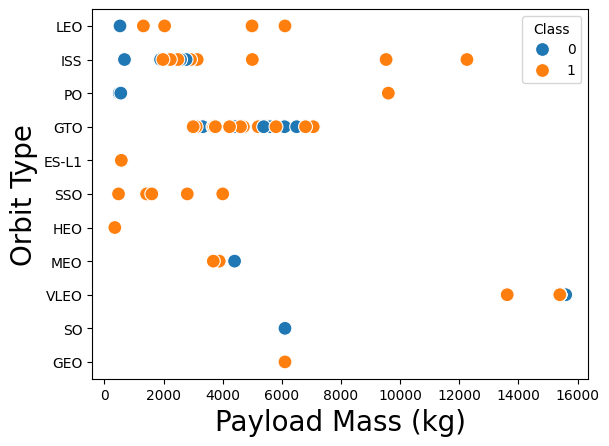 Class
0
1
Orbit Type
LEO
ISS
PO
GTO
ES-L1
SSO
HEO
MEO
VLEO
SO
GEO
0 2000 4000 6000 8000 10000 12000 14000 16000
Payload Mass (kg)